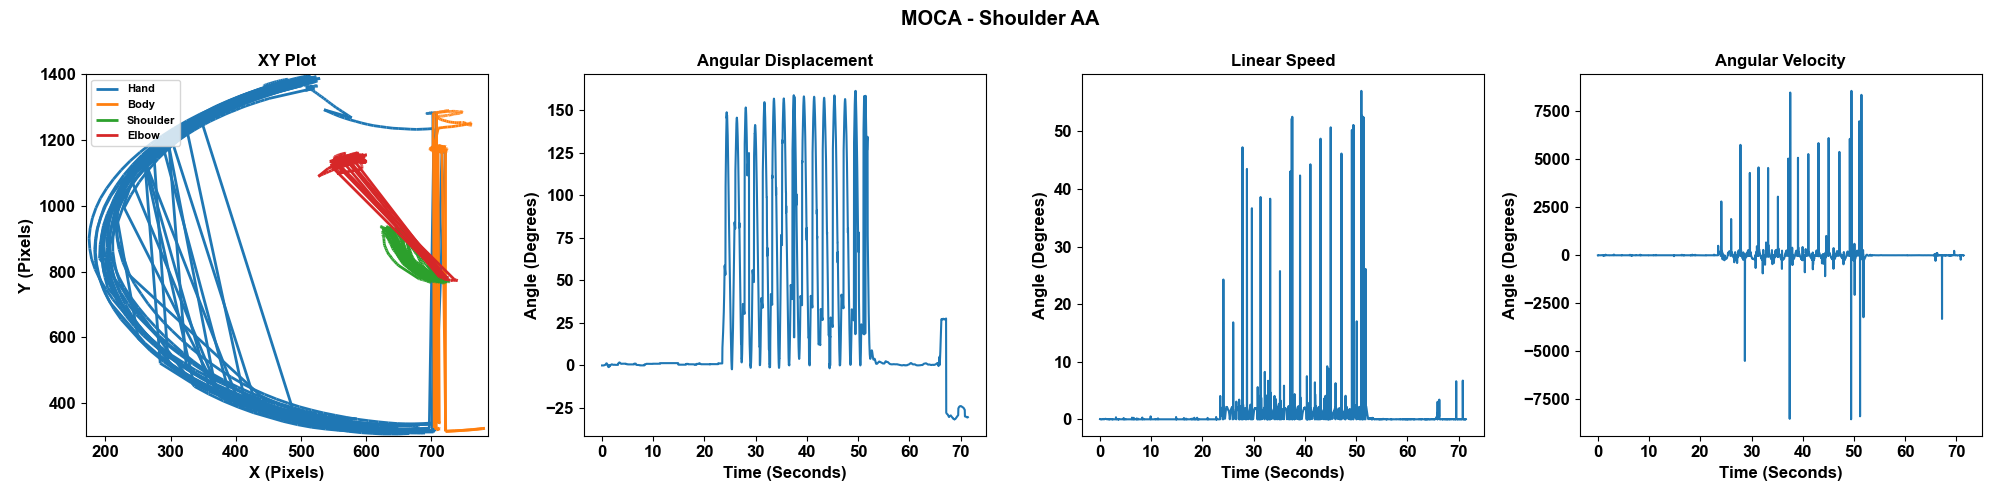 MOCA - Shoulder AA
XY Plot
Hand
Body
Shoulder
Elbow
1400
1200
1000
800
600
400
Y (Pixels)
200 300 400 500 600 700
X (Pixels)
Angular Displacement
150
125
100
75
50
25
0
−25
Angle (Degrees)
0 10 20 30 40 50 60 70
Time (Seconds)
Linear Speed
50
40
30
20
10
0
Angle (Degrees)
0 10 20 30 40 50 60 70
Time (Seconds)
Angular Velocity
7500
5000
2500
0
−2500
−5000
−7500
Angle (Degrees)
0 10 20 30 40 50 60 70
Time (Seconds)